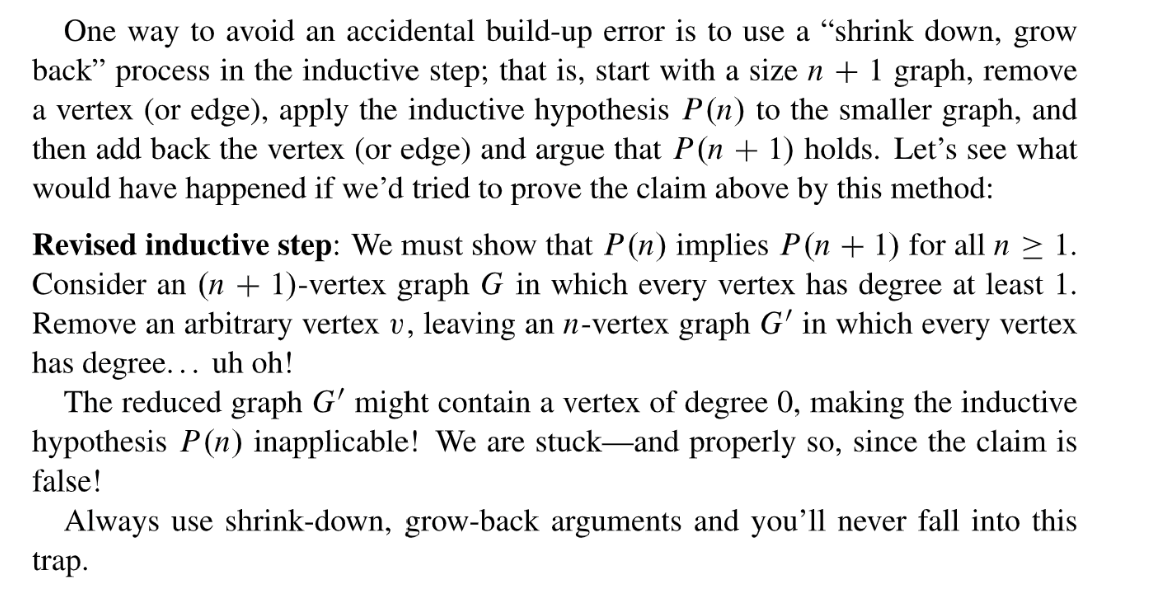 One way to avoid an accidental build-up error is to use a “shrink down, grow
back” process in the inductive step; that is, start with a size n + 1 graph, remove
a vertex (or edge), apply the inductive hypothesis P(n) to the smaller graph, and
then add back the vertex (or edge) and argue that P(n + 1) holds. Let’s see what
would have happened if we’d tried to prove the claim above by this method:
Revised inductive step: We must show that P(n) implies P(n + 1) for all n ≥ 1.
Consider an (n + 1)-vertex graph G in which every vertex has degree at least 1.
Remove an arbitrary vertex v, leaving an n-vertex graph G′ in which every vertex
has degree... uh oh!
The reduced graph G′ might contain a vertex of degree 0, making the inductive
hypothesis P(n) inapplicable! We are stuck—and properly so, since the claim is
false!
Always use shrink-down, grow-back arguments and you’ll never fall into this
trap.